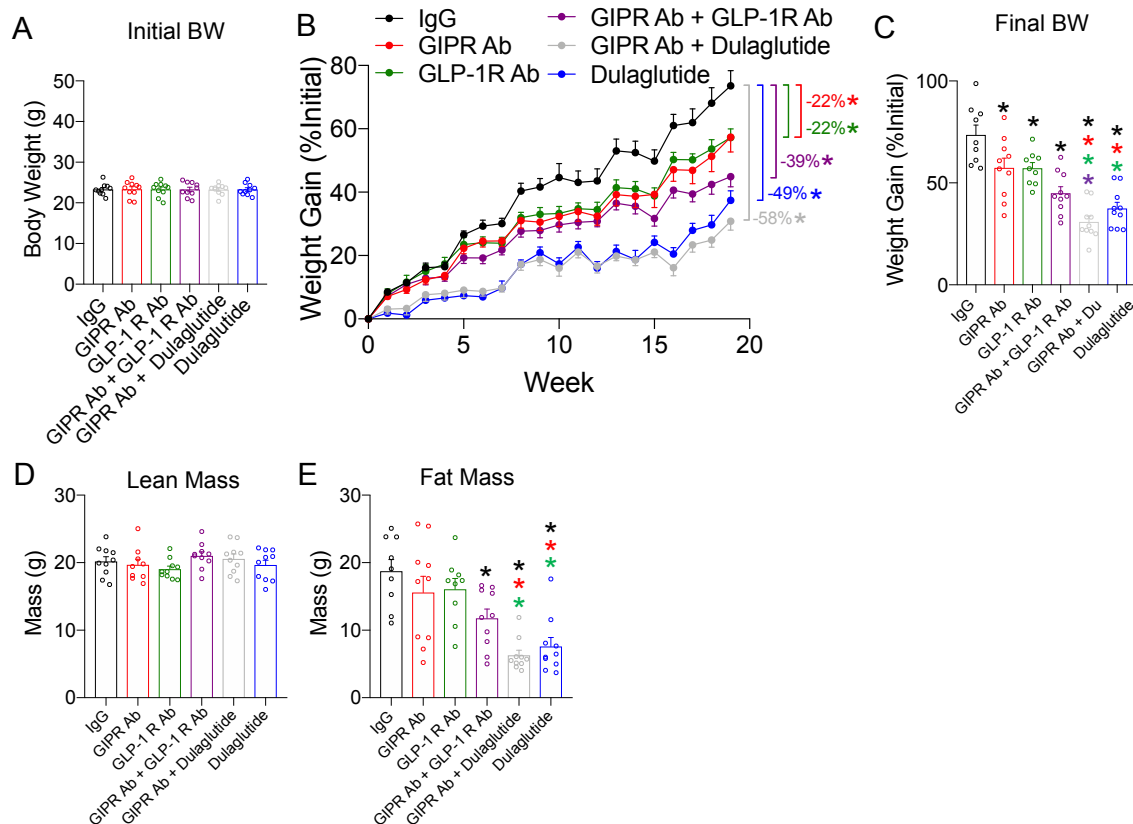 A
Initial BW
Body Weight (g)
50
40
30
20
10
0
IgG
GIPR Ab
GLP-1 R Ab
GIPR Ab + GLP-1 R Ab
GIPR Ab + Dulaglutide
Dulaglutide
B
IgG
GIPR Ab
GLP-1R Ab
GIPR Ab + GLP-1R Ab
GIPR Ab + Dulaglutide
Dulaglutide
Weight Gain (%Initial)
80
60
40
20
0
0
5
10
15
20
Week
-22% *
-22% *
-39% *
-49% *
-58% *
C
Final BW
Weight Gain (%Initial)
100
50
0
*
*
*
*
*
*
*
*
*
*
IgG
GIPR Ab
GLP-1 R Ab
GIPR Ab + GLP-1 R Ab
GIPR Ab + Du
Dulaglutide
D
Lean Mass
Mass (g)
30
20
10
0
IgG
GIPR Ab
GLP-1 R Ab
GIPR Ab + GLP-1 R Ab
GIPR Ab + Dulaglutide
Dulaglutide
E
Fat Mass
Mass (g)
30
20
10
0
*
*
*
*
*
*
*
IgG
GIPR Ab
GLP-1 R Ab
GIPR Ab + GLP-1 R Ab
GIPR Ab + Dulaglutide
Dulaglutide